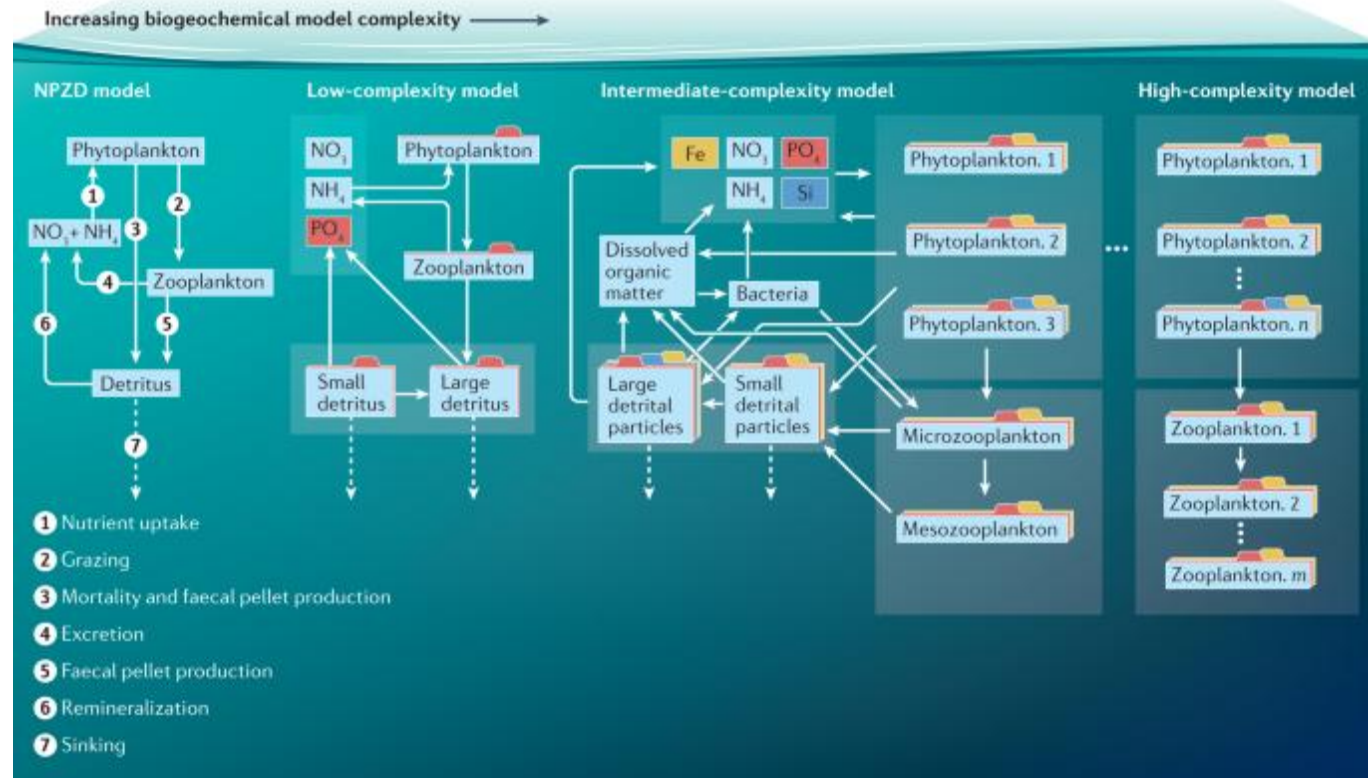 Increasing biogeochemical model complexity
NPZD model
Phytoplankton
1
2
3
NO₃+ NH₄
4
Zooplankton
6
5
Detritus
7
1 Nutrient uptake
2 Grazing
3 Mortality and faecal pellet production
4 Excretion
5 Faecal pellet production
6 Remineralization
7 Sinking
Low-complexity model
NO₃
NH₄
PO₄
Phytoplankton
Zooplankton
Small
detritus
Large
detritus
Intermediate-complexity model
Fe
NO₃
PO₄
NH₄
Si
Dissolved
organic
matter
Bacteria
Large
detrital
particles
Small
detrital
particles
Phytoplankton. 1
Phytoplankton. 2
Phytoplankton. 3
Microzooplankton
Mesozooplankton
...
High-complexity model
Phytoplankton. 1
Phytoplankton. 2
Phytoplankton. n
Zooplankton. 1
Zooplankton. 2
Zooplankton. m